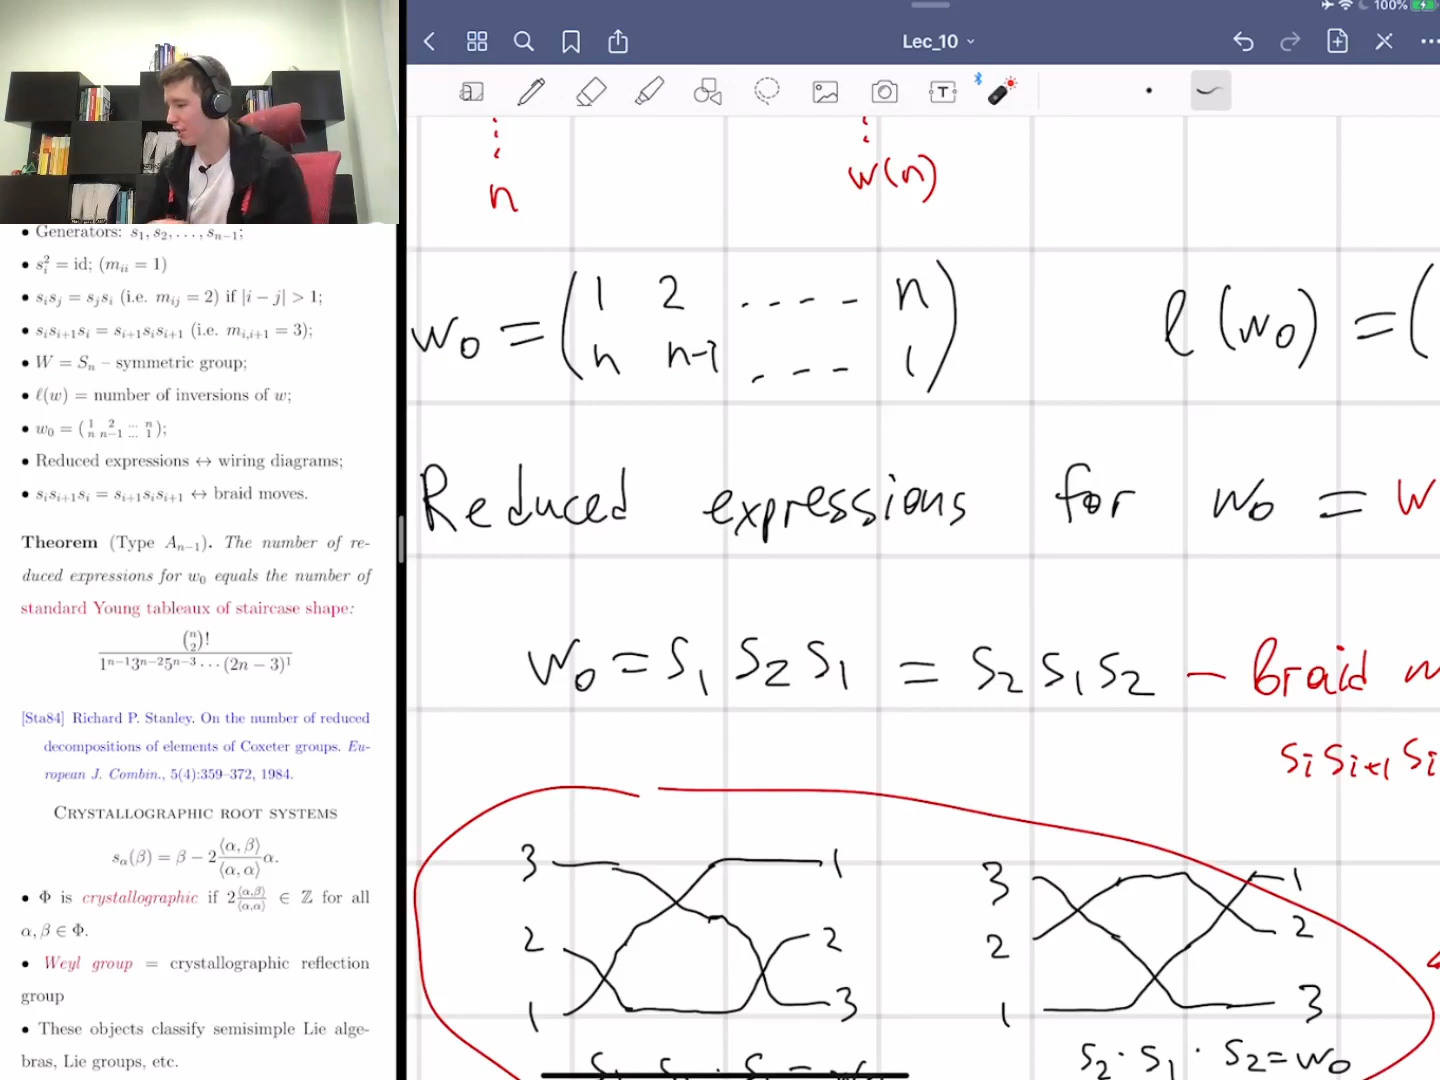 100%
Lec_10
T
n
w(n)
• Generators: s₁, s₂, . . . , sₙ₋₁;
• sᵢ² = id; (mᵢᵢ = 1)
• sᵢsⱼ = sⱼsᵢ (i.e. mᵢⱼ = 2) if |i − j| > 1;
• sᵢsᵢ₊₁sᵢ = sᵢ₊₁sᵢsᵢ₊₁ (i.e. mᵢ,ᵢ₊₁ = 3);
• W = Sₙ – symmetric group;
• ℓ(w) = number of inversions of w;
• w₀ = (1 2 ... n
n n−1 ... 1);
• Reduced expressions ↔ wiring diagrams;
• sᵢsᵢ₊₁sᵢ = sᵢ₊₁sᵢsᵢ₊₁ ↔ braid moves.
Theorem (Type Aₙ₋₁). The number of re-
duced expressions for w₀ equals the number of
standard Young tableaux of staircase shape:
(n
2)!
1ⁿ⁻¹3ⁿ⁻²5ⁿ⁻³ · · · (2n − 3)¹
[Sta84] Richard P. Stanley. On the number of reduced
decompositions of elements of Coxeter groups. Eu-
ropean J. Combin., 5(4):359–372, 1984.
Crystallographic root systems
s_α(β) = β − 2 ⟨α, β⟩/⟨α, α⟩ α.
• Φ is crystallographic if 2 ⟨α,β⟩/⟨α,α⟩ ∈ ℤ for all
α, β ∈ Φ.
• Weyl group = crystallographic reflection
group
• These objects classify semisimple Lie alge-
bras, Lie groups, etc.
w₀ = (1 2 ..... n
n n-1 .--- 1)
ℓ(w₀) = (
Reduced expressions for w₀ = w
w₀ = s₁ s₂ s₁ = s₂ s₁ s₂ – Braid
sᵢ sᵢ₊₁ sᵢ
3 1
2 2
1 3
3 1
2 2
1 3
s₂ · s₁ · s₂ = w₀